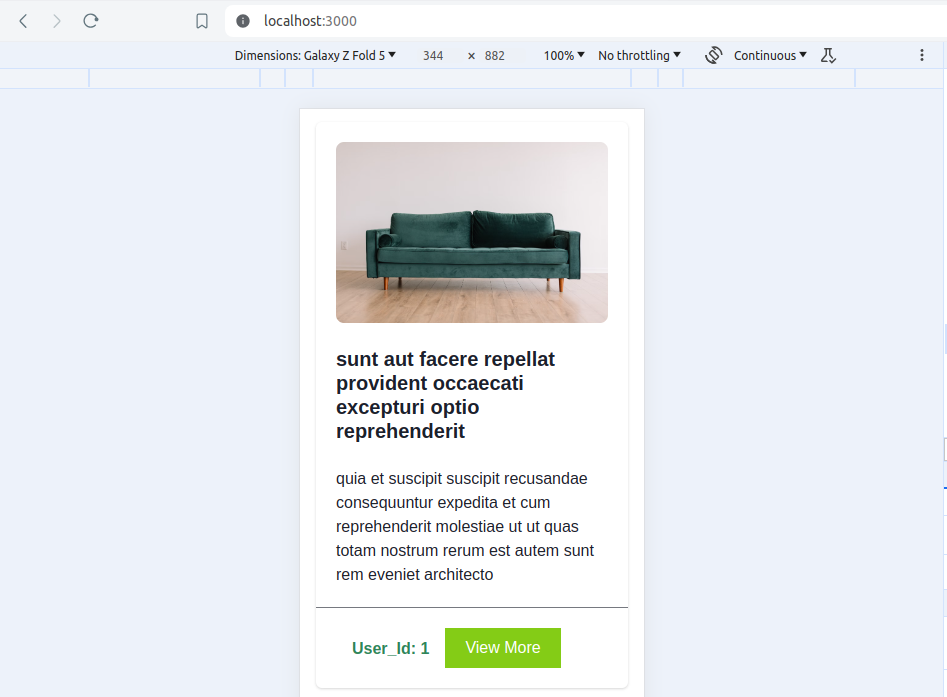 localhost:3000
Dimensions: Galaxy Z Fold 5 344 × 882 100% No throttling Continuous
sunt aut facere repellat
provident occaecati
excepturi optio
reprehenderit
quia et suscipit suscipit recusandae
consequuntur expedita et cum
reprehenderit molestiae ut ut quas
totam nostrum rerum est autem sunt
rem eveniet architecto
User_Id: 1 View More